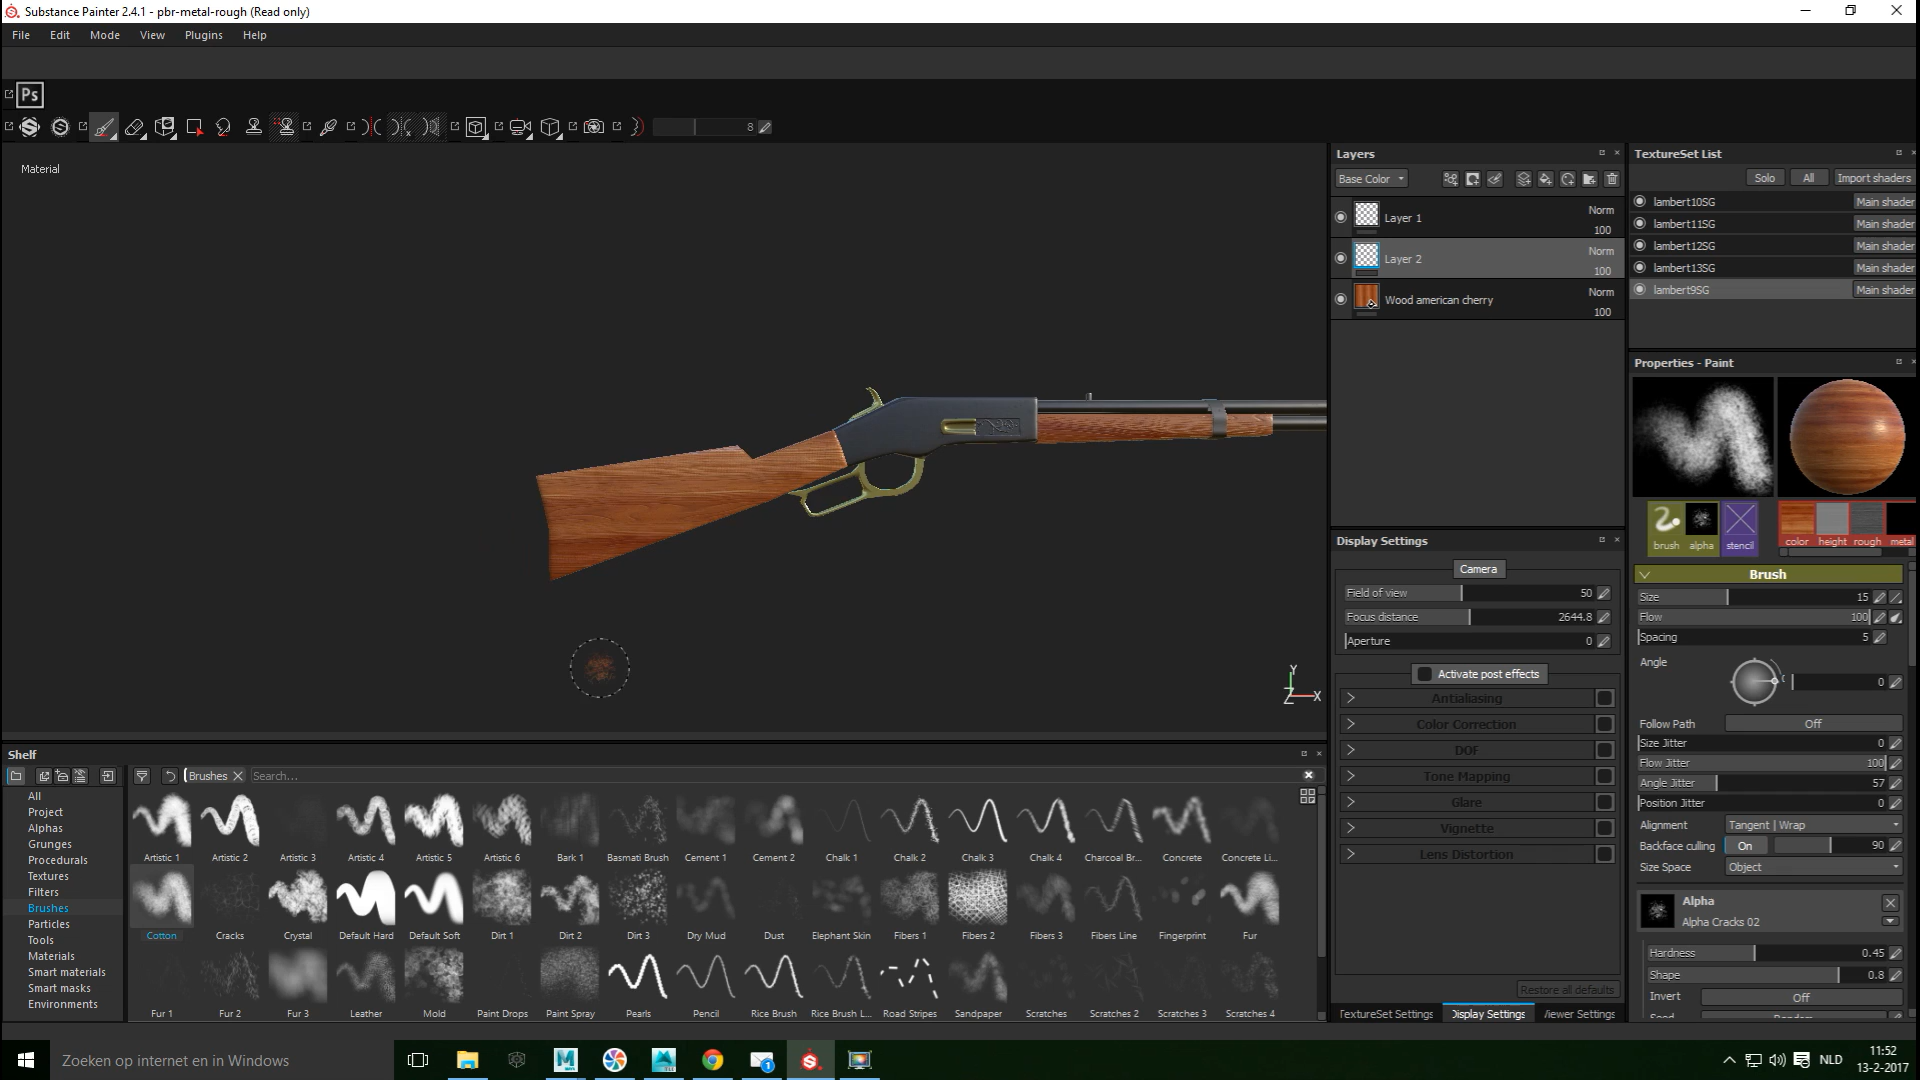 Substance Painter 2.4.1 - pbr-metal-rough (Read only)
File Edit Mode View Plugins Help
Ps
8
Material
Layers
Base Color
Layer 1 Norm
100
Layer 2 Norm
100
Wood american cherry Norm
100
TextureSet List
Solo All Import shaders
lambert10SG Main shader
lambert11SG Main shader
lambert12SG Main shader
lambert13SG Main shader
lambert9SG Main shader
Properties - Paint
brush alpha stencil color height rough metal
Brush
Size 15
Flow 100
Spacing 5
Angle 0
Follow Path Off
Size Jitter 0
Flow Jitter 100
Angle Jitter 57
Position Jitter 0
Alignment Tangent | Wrap
Backface culling On 90
Size Space Object
Alpha
Alpha Cracks 02
Hardness 0.45
Shape 0.8
Invert Off
Display Settings
Camera
Field of view 50
Focus distance 2644.8
Aperture 0
Activate post effects
Antialiasing
Color Correction
DOF
Tone Mapping
Glare
Vignette
Lens Distortion
Restore all defaults
TextureSet Settings Display Settings Viewer Settings
Y
Z X
Shelf
Brushes Search...
All
Project
Alphas
Grunges
Procedurals
Textures
Filters
Brushes
Particles
Tools
Materials
Smart materials
Smart masks
Environments
Artistic 1 Artistic 2 Artistic 3 Artistic 4 Artistic 5 Artistic 6 Bark 1 Basmati Brush Cement 1 Cement 2 Chalk 1 Chalk 2 Chalk 3 Chalk 4 Charcoal Br... Concrete Concrete Li...
Cotton Cracks Crystal Default Hard Default Soft Dirt 1 Dirt 2 Dirt 3 Dry Mud Dust Elephant Skin Fibers 1 Fibers 2 Fibers 3 Fibers Line Fingerprint Fur
Fur 1 Fur 2 Fur 3 Leather Mold Paint Drops Paint Spray Pearls Pencil Rice Brush Rice Brush L... Road Stripes Sandpaper Scratches Scratches 2 Scratches 3 Scratches 4
Zoeken op internet en in Windows
NLD
11:52
13-2-2017